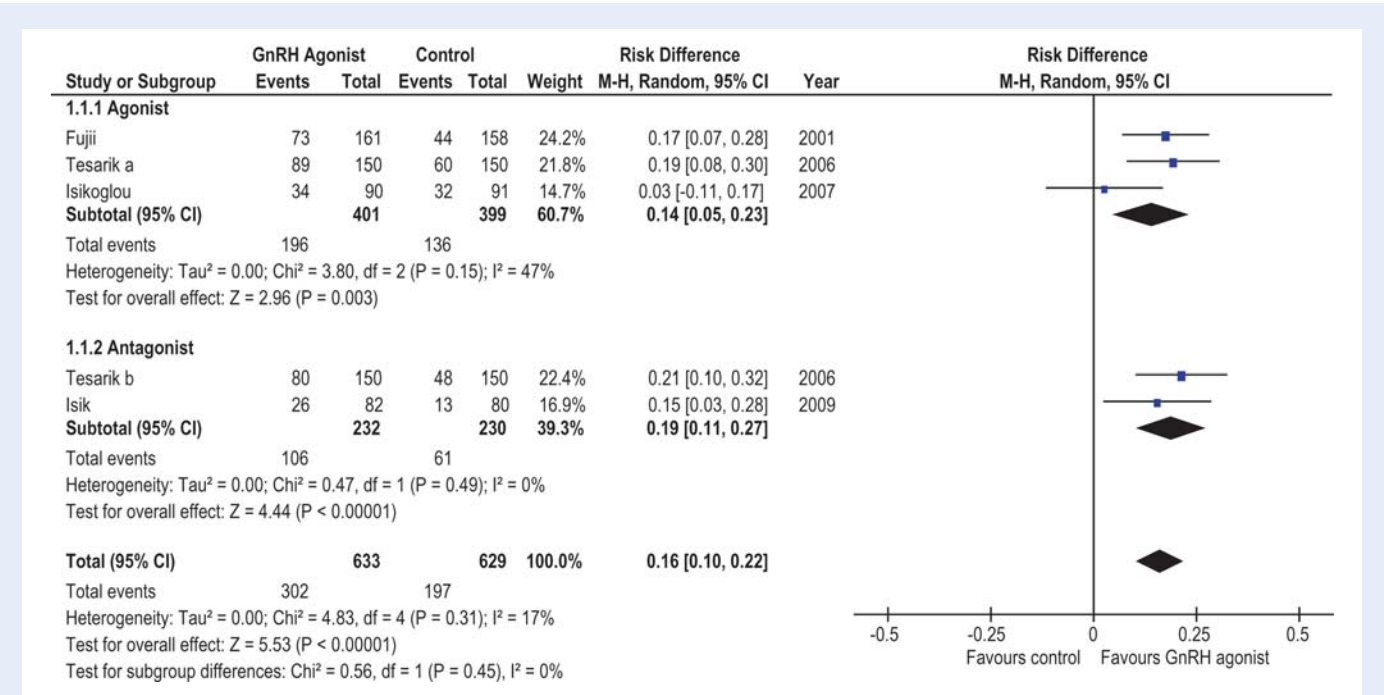 GnRH Agonist Control Risk Difference Risk Difference
Study or Subgroup Events Total Events Total Weight M-H, Random, 95% CI Year M-H, Random, 95% CI
1.1.1 Agonist
Fujii 73 161 44 158 24.2% 0.17 [0.07, 0.28] 2001
Tesarik a 89 150 60 150 21.8% 0.19 [0.08, 0.30] 2006
Isikoglou 34 90 32 91 14.7% 0.03 [-0.11, 0.17] 2007
Subtotal (95% CI) 401 399 60.7% 0.14 [0.05, 0.23]
Total events 196 136
Heterogeneity: Tau² = 0.00; Chi² = 3.80, df = 2 (P = 0.15); I² = 47%
Test for overall effect: Z = 2.96 (P = 0.003)
1.1.2 Antagonist
Tesarik b 80 150 48 150 22.4% 0.21 [0.10, 0.32] 2006
Isik 26 82 13 80 16.9% 0.15 [0.03, 0.28] 2009
Subtotal (95% CI) 232 230 39.3% 0.19 [0.11, 0.27]
Total events 106 61
Heterogeneity: Tau² = 0.00; Chi² = 0.47, df = 1 (P = 0.49); I² = 0%
Test for overall effect: Z = 4.44 (P < 0.00001)
Total (95% CI) 633 629 100.0% 0.16 [0.10, 0.22]
Total events 302 197
Heterogeneity: Tau² = 0.00; Chi² = 4.83, df = 4 (P = 0.31); I² = 17%
Test for overall effect: Z = 5.53 (P < 0.00001)
Test for subgroup differences: Chi² = 0.56, df = 1 (P = 0.45), I² = 0%
-0.5 -0.25 0 0.25 0.5
Favours control Favours GnRH agonist